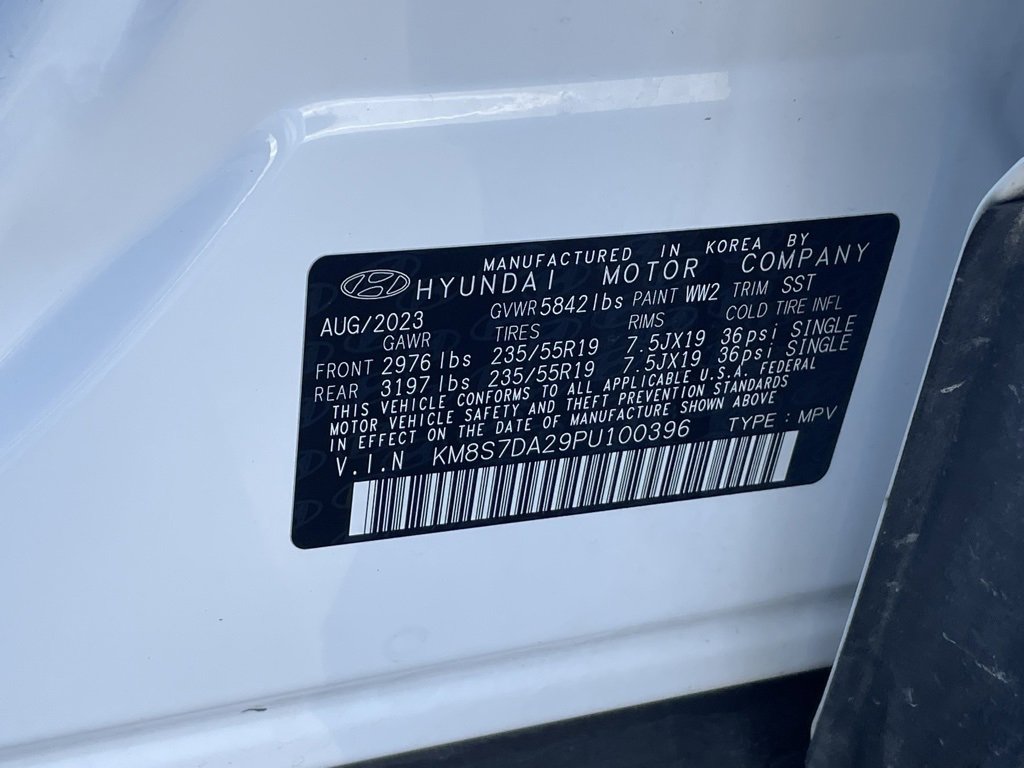 MANUFACTURED IN KOREA BY
HYUNDAI MOTOR COMPANY
AUG/2023 GVWR 5842 lbs PAINT WW2 TRIM SST
GAWR TIRES RIMS COLD TIRE INFL
FRONT 2976 lbs 235/55R19 7.5JX19 36psi SINGLE
REAR 3197 lbs 235/55R19 7.5JX19 36psi SINGLE
THIS VEHICLE CONFORMS TO ALL APPLICABLE U.S.A. FEDERAL
MOTOR VEHICLE SAFETY AND THEFT PREVENTION STANDARDS
IN EFFECT ON THE DATE OF MANUFACTURE SHOWN ABOVE
V.I.N KM8S7DA29PU100396 TYPE : MPV